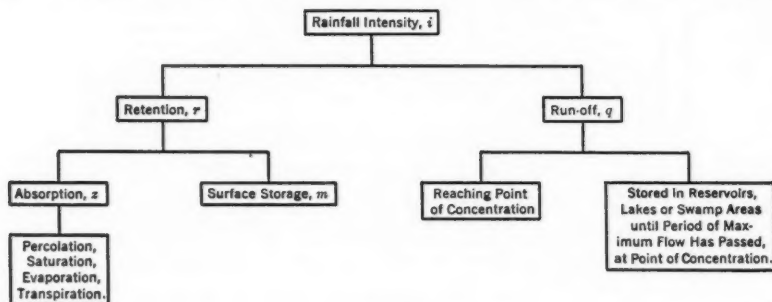 Rainfall Intensity, i
Retention, r
Run-off, q
Absorption, z
Surface Storage, m
Reaching Point
of Concentration
Stored In Reservoirs,
Lakes or Swamp Areas
until Period of Max-
imum Flow Has Passed,
at Point of Concentration.
Percolation,
Saturation,
Evaporation,
Transpiration.